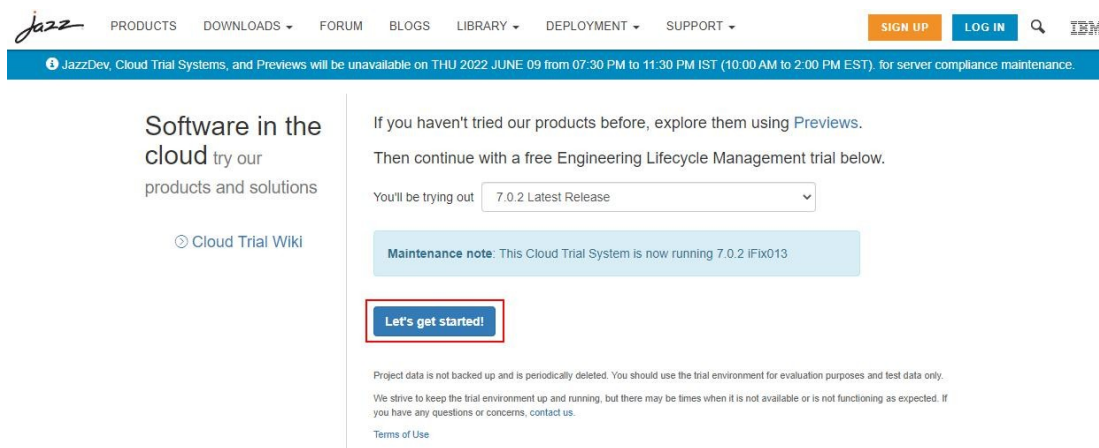 jazz PRODUCTS DOWNLOADS FORUM BLOGS LIBRARY DEPLOYMENT SUPPORT SIGN UP LOG IN IBM
JazzDev, Cloud Trial Systems, and Previews will be unavailable on THU 2022 JUNE 09 from 07:30 PM to 11:30 PM IST (10:00 AM to 2:00 PM EST). for server compliance maintenance.
Software in the
cloud try our
products and solutions
Cloud Trial Wiki
If you haven't tried our products before, explore them using Previews.
Then continue with a free Engineering Lifecycle Management trial below.
You'll be trying out 7.0.2 Latest Release
Maintenance note: This Cloud Trial System is now running 7.0.2 iFix013
Let's get started!
Project data is not backed up and is periodically deleted. You should use the trial environment for evaluation purposes and test data only.
We strive to keep the trial environment up and running, but there may be times when it is not available or is not functioning as expected. If
you have any questions or concerns, contact us.
Terms of Use